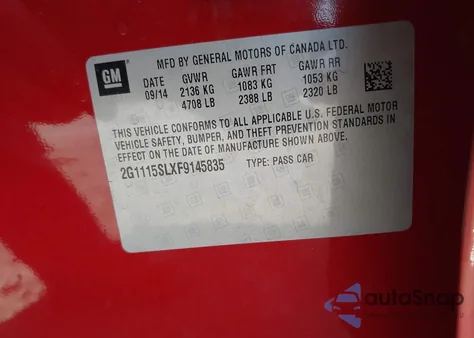 GM
MFD BY GENERAL MOTORS OF CANADA LTD.
DATE GVWR GAWR FRT GAWR RR
09/14 2136 KG 1083 KG 1053 KG
4708 LB 2388 LB 2320 LB
THIS VEHICLE CONFORMS TO ALL APPLICABLE U.S. FEDERAL MOTOR
VEHICLE SAFETY, BUMPER, AND THEFT PREVENTION STANDARDS IN
EFFECT ON THE DATE OF MANUFACTURE SHOWN ABOVE.
2G1115SLXF9145835 TYPE: PASS CAR
autoSnap